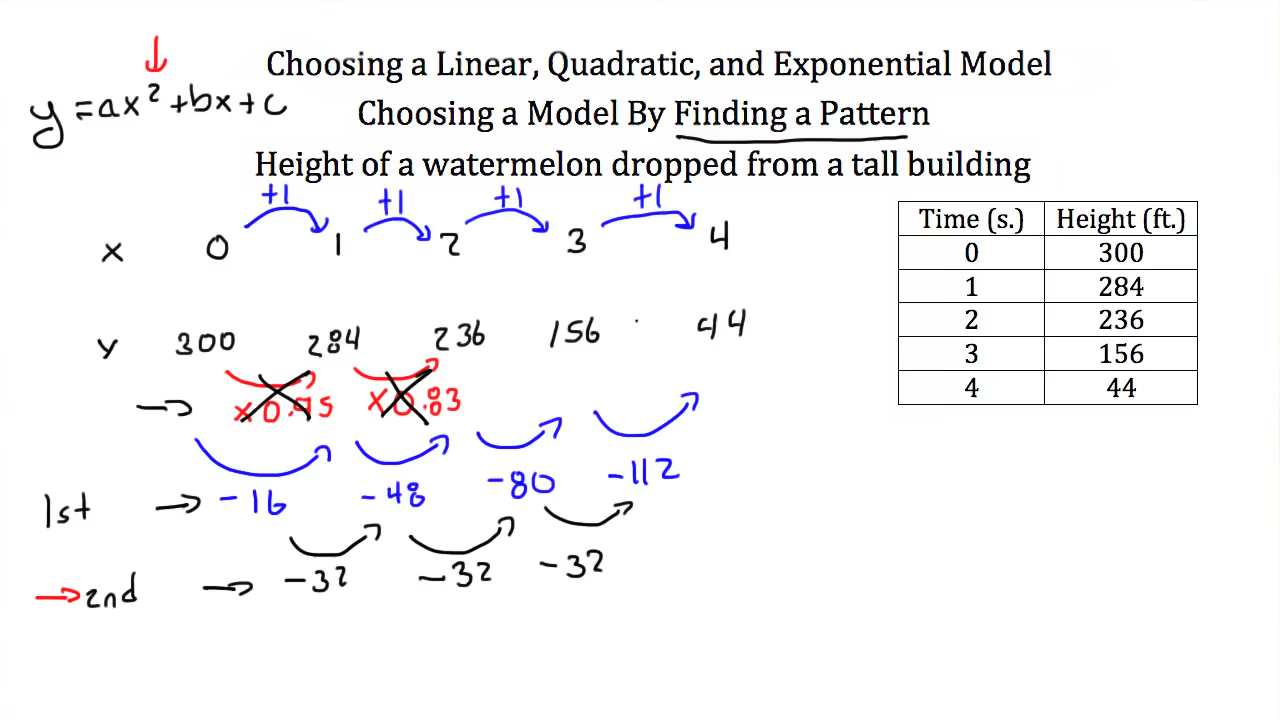 Choosing a Linear, Quadratic, and Exponential Model
y = ax² + bx + c
Choosing a Model By Finding a Pattern
Height of a watermelon dropped from a tall building
+1 +1 +1 +1
x 0 1 2 3 4
y 300 284 236 156 44
x0.95 x0.83
1st → -16 -48 -80 -112
→ 2nd → -32 -32 -32
Time (s.) Height (ft.)
0 300
1 284
2 236
3 156
4 44